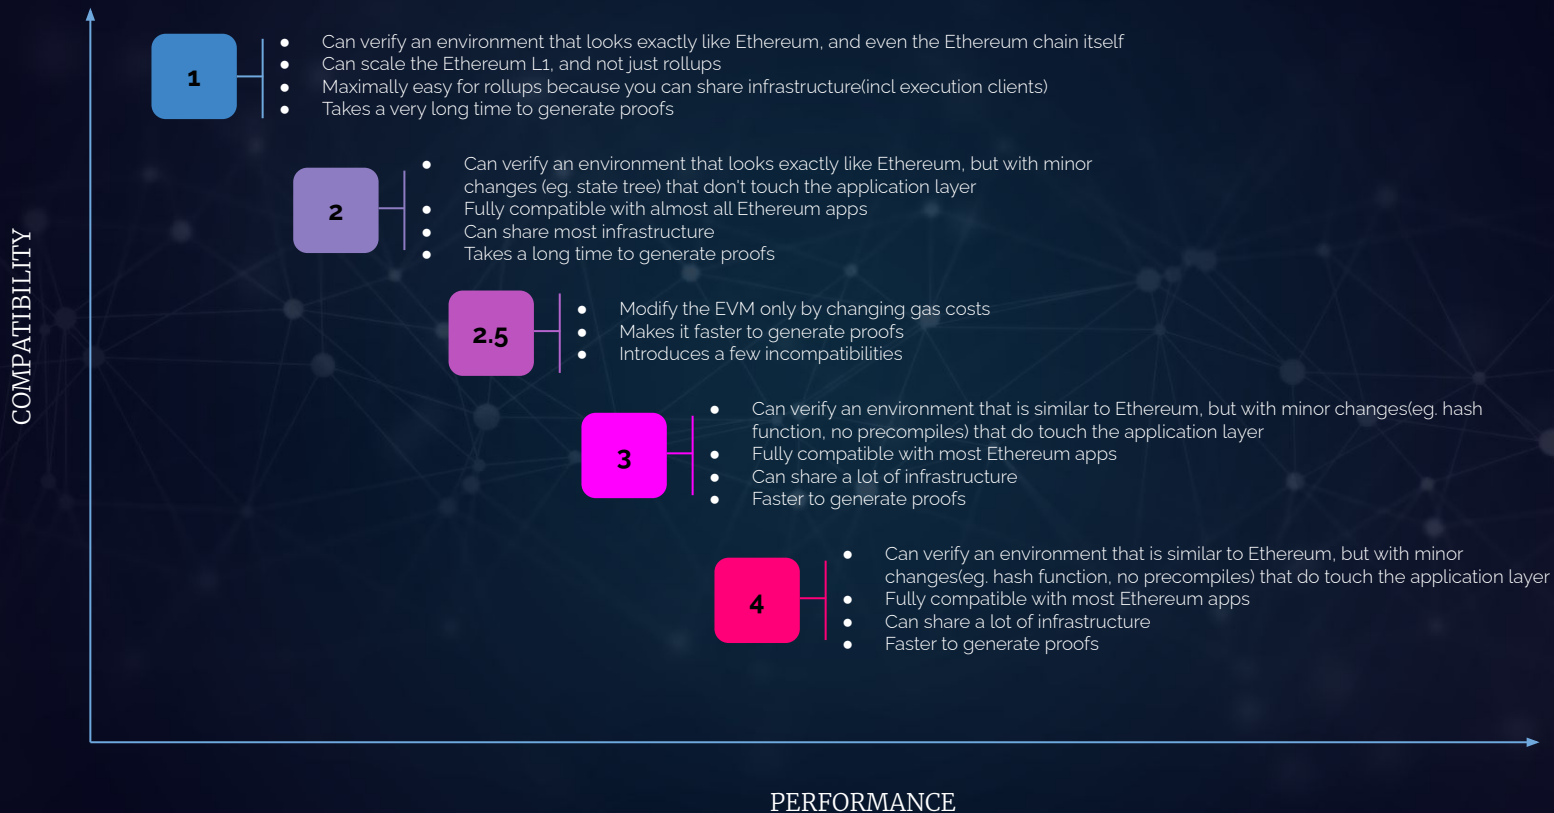 1
● Can verify an environment that looks exactly like Ethereum, and even the Ethereum chain itself
● Can scale the Ethereum L1, and not just rollups
● Maximally easy for rollups because you can share infrastructure(incl execution clients)
● Takes a very long time to generate proofs
2
● Can verify an environment that looks exactly like Ethereum, but with minor
changes (eg. state tree) that don't touch the application layer
● Fully compatible with almost all Ethereum apps
● Can share most infrastructure
● Takes a long time to generate proofs
COMPATIBILITY
2.5
● Modify the EVM only by changing gas costs
● Makes it faster to generate proofs
● Introduces a few incompatibilities
3
● Can verify an environment that is similar to Ethereum, but with minor changes(eg. hash
function, no precompiles) that do touch the application layer
● Fully compatible with most Ethereum apps
● Can share a lot of infrastructure
● Faster to generate proofs
4
● Can verify an environment that is similar to Ethereum, but with minor
changes(eg. hash function, no precompiles) that do touch the application layer
● Fully compatible with most Ethereum apps
● Can share a lot of infrastructure
● Faster to generate proofs
PERFORMANCE